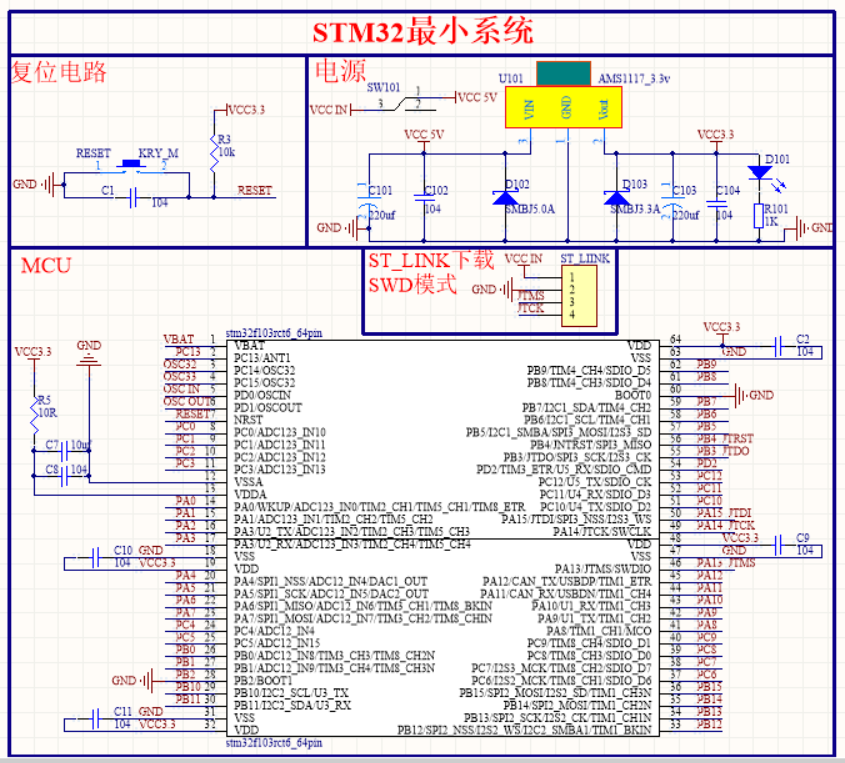 STM32最小系统
复位电路
VCC3.3
R3
10k
RESET
KRY_M
1
2
GND
C1
104
RESET
电源
SW101
1
3
2
VCC IN
VCC 5V
U101
AMS1117_3.3v
VIN
GND
Vout
3
1
2
VCC 5V
VCC3.3
C101
220uf
C102
104
D102
SMBJ5.0A
D103
SMBJ3.3A
C103
220uf
C104
104
D101
R101
1K
GND
GND
MCU
ST_LINK下载
SWD模式
VCC IN
GND
JTMS
JTCK
ST_LIINK
1
2
3
4
stm32f103rct6_64pin
VCC3.3
GND
R5
10R
C7 10uf
C8 104
VBAT 1 VBAT
PC13 2 PC13/ANT1
OSC32 3 PC14/OSC32
OSC33 4 PC15/OSC32
OSC IN 5 PD0/OSCIN
OSC OUT 6 PD1/OSCOUT
RESET 7 NRST
PC0 8 PC0/ADC123_IN10
PC1 9 PC1/ADC123_IN11
PC2 10 PC2/ADC123_IN12
PC3 11 PC3/ADC123_IN13
12 VSSA
13 VDDA
PA0 14 PA0/WKUP/ADC123_IN0/TIM2_CH1/TIM5_CH1/TIM8_ETR
PA1 15 PA1/ADC123_IN1/TIM2_CH2/TIM5_CH2
PA2 16 PA3/U2_TX/ADC123_IN2/TIM2_CH3/TIM5_CH3
PA3 17 PA3/U2_RX/ADC123_IN3/TIM2_CH4/TIM5_CH4
C10 GND 18 VSS
104 VCC3.3 19 VDD
PA4 20 PA4/SPI1_NSS/ADC12_IN4/DAC1_OUT
PA5 21 PA5/SPI1_SCK/ADC12_IN5/DAC2_OUT
PA6 22 PA6/SPI1_MISO/ADC12_IN6/TIM3_CH1/TIM8_BKIN
PA7 23 PA7/SPI1_MOSI/ADC12_IN7/TIM3_CH2/TIM8_CHIN
PC4 24 PC4/ADC12_IN4
PC5 25 PC5/ADC12_IN15
PB0 26 PB0/ADC12_IN8/TIM3_CH3/TIM8_CH2N
PB1 27 PB1/ADC12_IN9/TIM3_CH4/TIM8_CH3N
GND PB2 28 PB2/BOOT1
PB10 29 PB10/I2C2_SCL/U3_TX
PB11 30 PB11/I2C2_SDA/U3_RX
C11 GND 31 VSS
104 VCC3.3 32 VDD
VCC3.3
VDD 64 C2
VSS 63 GND 104
PB9/TIM4_CH4/SDIO_D5 62 PB9
PB8/TIM4_CH3/SDIO_D4 61 PB8
BOOT0 60 GND
PB7/I2C1_SDA/TIM4_CH2 59 PB7
PB6/I2C1_SCL/TIM4_CH1 58 PB6
PB5/I2C1_SMBA/SPI3_MOSI/I2S3_SD 57 PB5
PB4/JNTRST/SPI3_MISO 56 PB4 JTRST
PB3/JTDO/SPI3_SCK/I2S3_CK 55 PB3 JTDO
PD2/TIM3_ETR/U5_RX/SDIO_CMD 54 PD2
PC12/U5_TX/SDIO_CK 53 PC12
PC11/U4_RX/SDIO_D3 52 PC11
PC10/U4_TX/SDIO_D2 51 PC10
PA15/JTDI/SPI3_NSS/I2S3_WS 50 PA15 JTDI
PA14/JTCK/SWCLK 49 PA14 JTCK
VDD 48 VCC3.3 C9
VSS 47 GND 104
PA13/JTMS/SWDIO 46 PA13 JTMS
PA12/CAN_TX/USBDP/TIM1_ETR 45 PA12
PA11/CAN_RX/USBDN/TIM1_CH4 44 PA11
PA10/U1_RX/TIM1_CH3 43 PA10
PA9/U1_TX/TIM1_CH2 42 PA9
PA8/TIM1_CH1/MCO 41 PA8
PC9/TIM8_CH4/SDIO_D1 40 PC9
PC8/TIM8_CH3/SDIO_D0 39 PC8
PC7/I2S3_MCK/TIM8_CH2/SDIO_D7 38 PC7
PC6/I2S2_MCK/TIM8_CH1/SDIO_D6 37 PC6
PB15/SPI2_MOSI/I2S2_SD/TIM1_CH3N 36 PB15
PB14/SPI2_MOSI/TIM1_CH2N 35 PB14
PB13/SPI2_SCK/I2S2_CK/TIM1_CH1N 34 PB13
PB12/SPI2_NSS/I2S2_WS/I2C2_SMBA1/TIM1_BKIN 33 PB12
stm32f103rct6_64pin